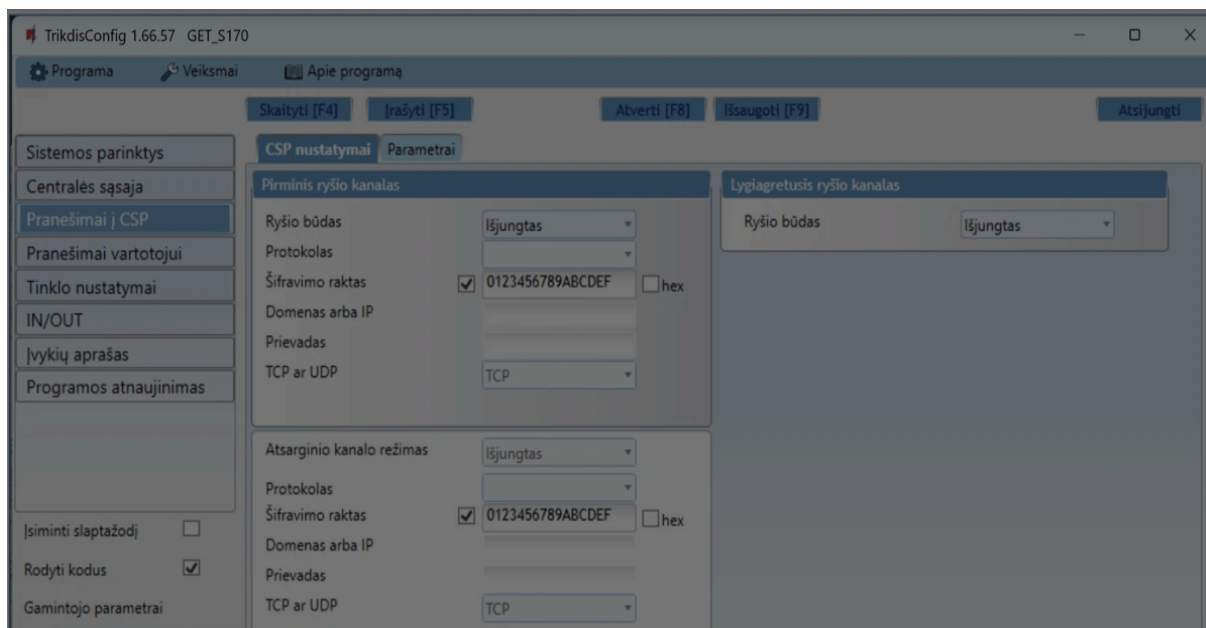 TrikdisConfig 1.66.57 GET_S170
Programa Veiksmai Apie programą
Skaityti [F4] Įrašyti [F5] Atverti [F8] Išsaugoti [F9] Atsijungti
Sistemos parinktys
Centralės sąsaja
Pranešimai į CSP
Pranešimai vartotojui
Tinklo nustatymai
IN/OUT
Įvykių aprašas
Programos atnaujinimas
Įsiminti slaptažodį
Rodyti kodus
Gamintojo parametrai
CSP nustatymai Parametrai
Pirminis ryšio kanalas
Ryšio būdas Išjungtas
Protokolas
Šifravimo raktas 0123456789ABCDEF hex
Domenas arba IP
Prievadas
TCP ar UDP TCP
Atsarginio kanalo režimas Išjungtas
Protokolas
Šifravimo raktas 0123456789ABCDEF hex
Domenas arba IP
Prievadas
TCP ar UDP TCP
Lygiagretusis ryšio kanalas
Ryšio būdas Išjungtas